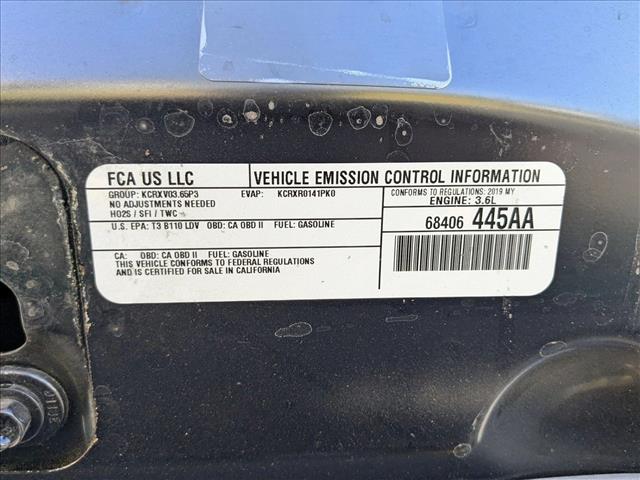 FCA US LLC
VEHICLE EMISSION CONTROL INFORMATION
GROUP: KCRXV03.65P3 EVAP: KCRXR0141PK0
NO ADJUSTMENTS NEEDED
HO2S / SFI / TWC
CONFORMS TO REGULATIONS: 2019 MY
ENGINE: 3.6L
U.S. EPA: T3 B110 LDV OBD: CA OBD II FUEL: GASOLINE
68406 445AA
CA: OBD: CA OBD II FUEL: GASOLINE
THIS VEHICLE CONFORMS TO FEDERAL REGULATIONS
AND IS CERTIFIED FOR SALE IN CALIFORNIA